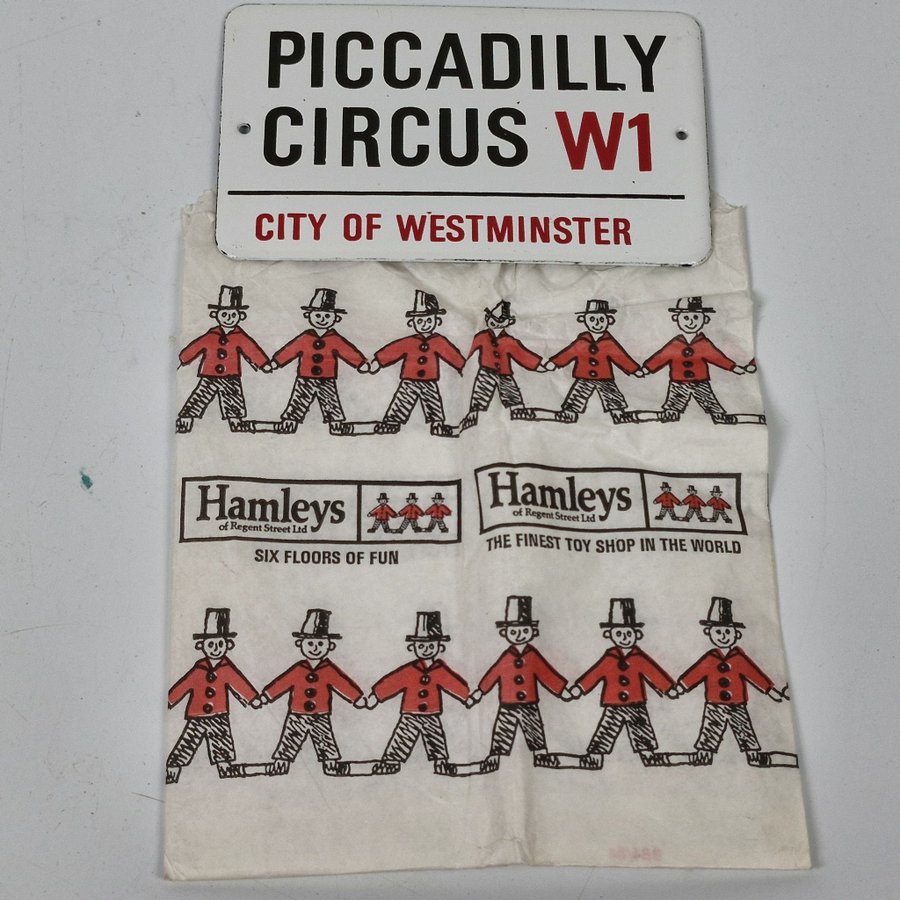 PICCADILLY
CIRCUS W1
CITY OF WESTMINSTER
Hamleys
of Regent Street Ltd
SIX FLOORS OF FUN
Hamleys
of Regent Street Ltd
THE FINEST TOY SHOP IN THE WORLD